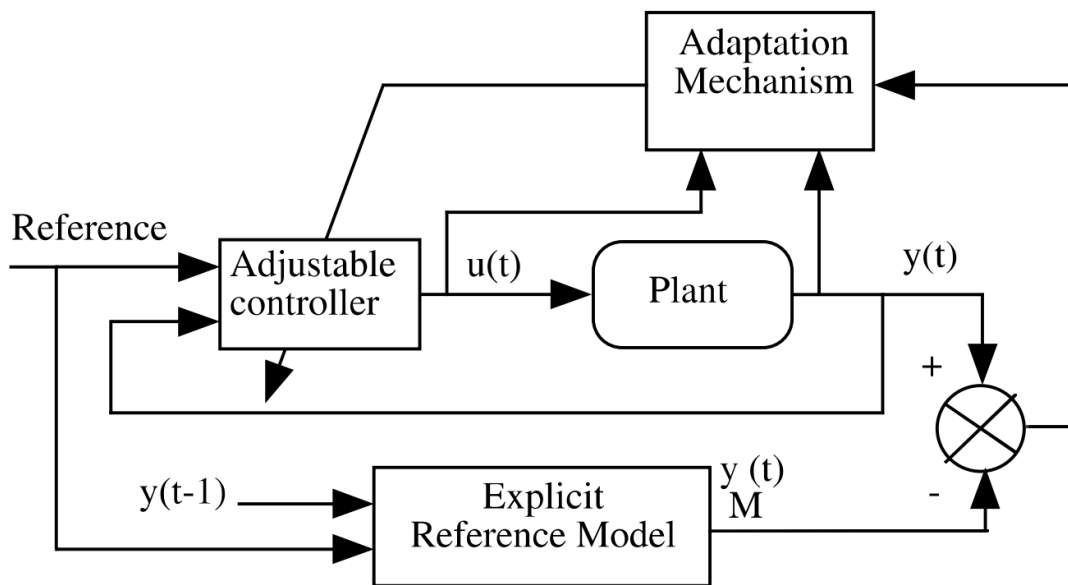 Adaptation
Mechanism
Reference
Adjustable
controller
u(t)
Plant
y(t)
+
y(t-1)
Explicit
Reference Model
y (t)
M
-